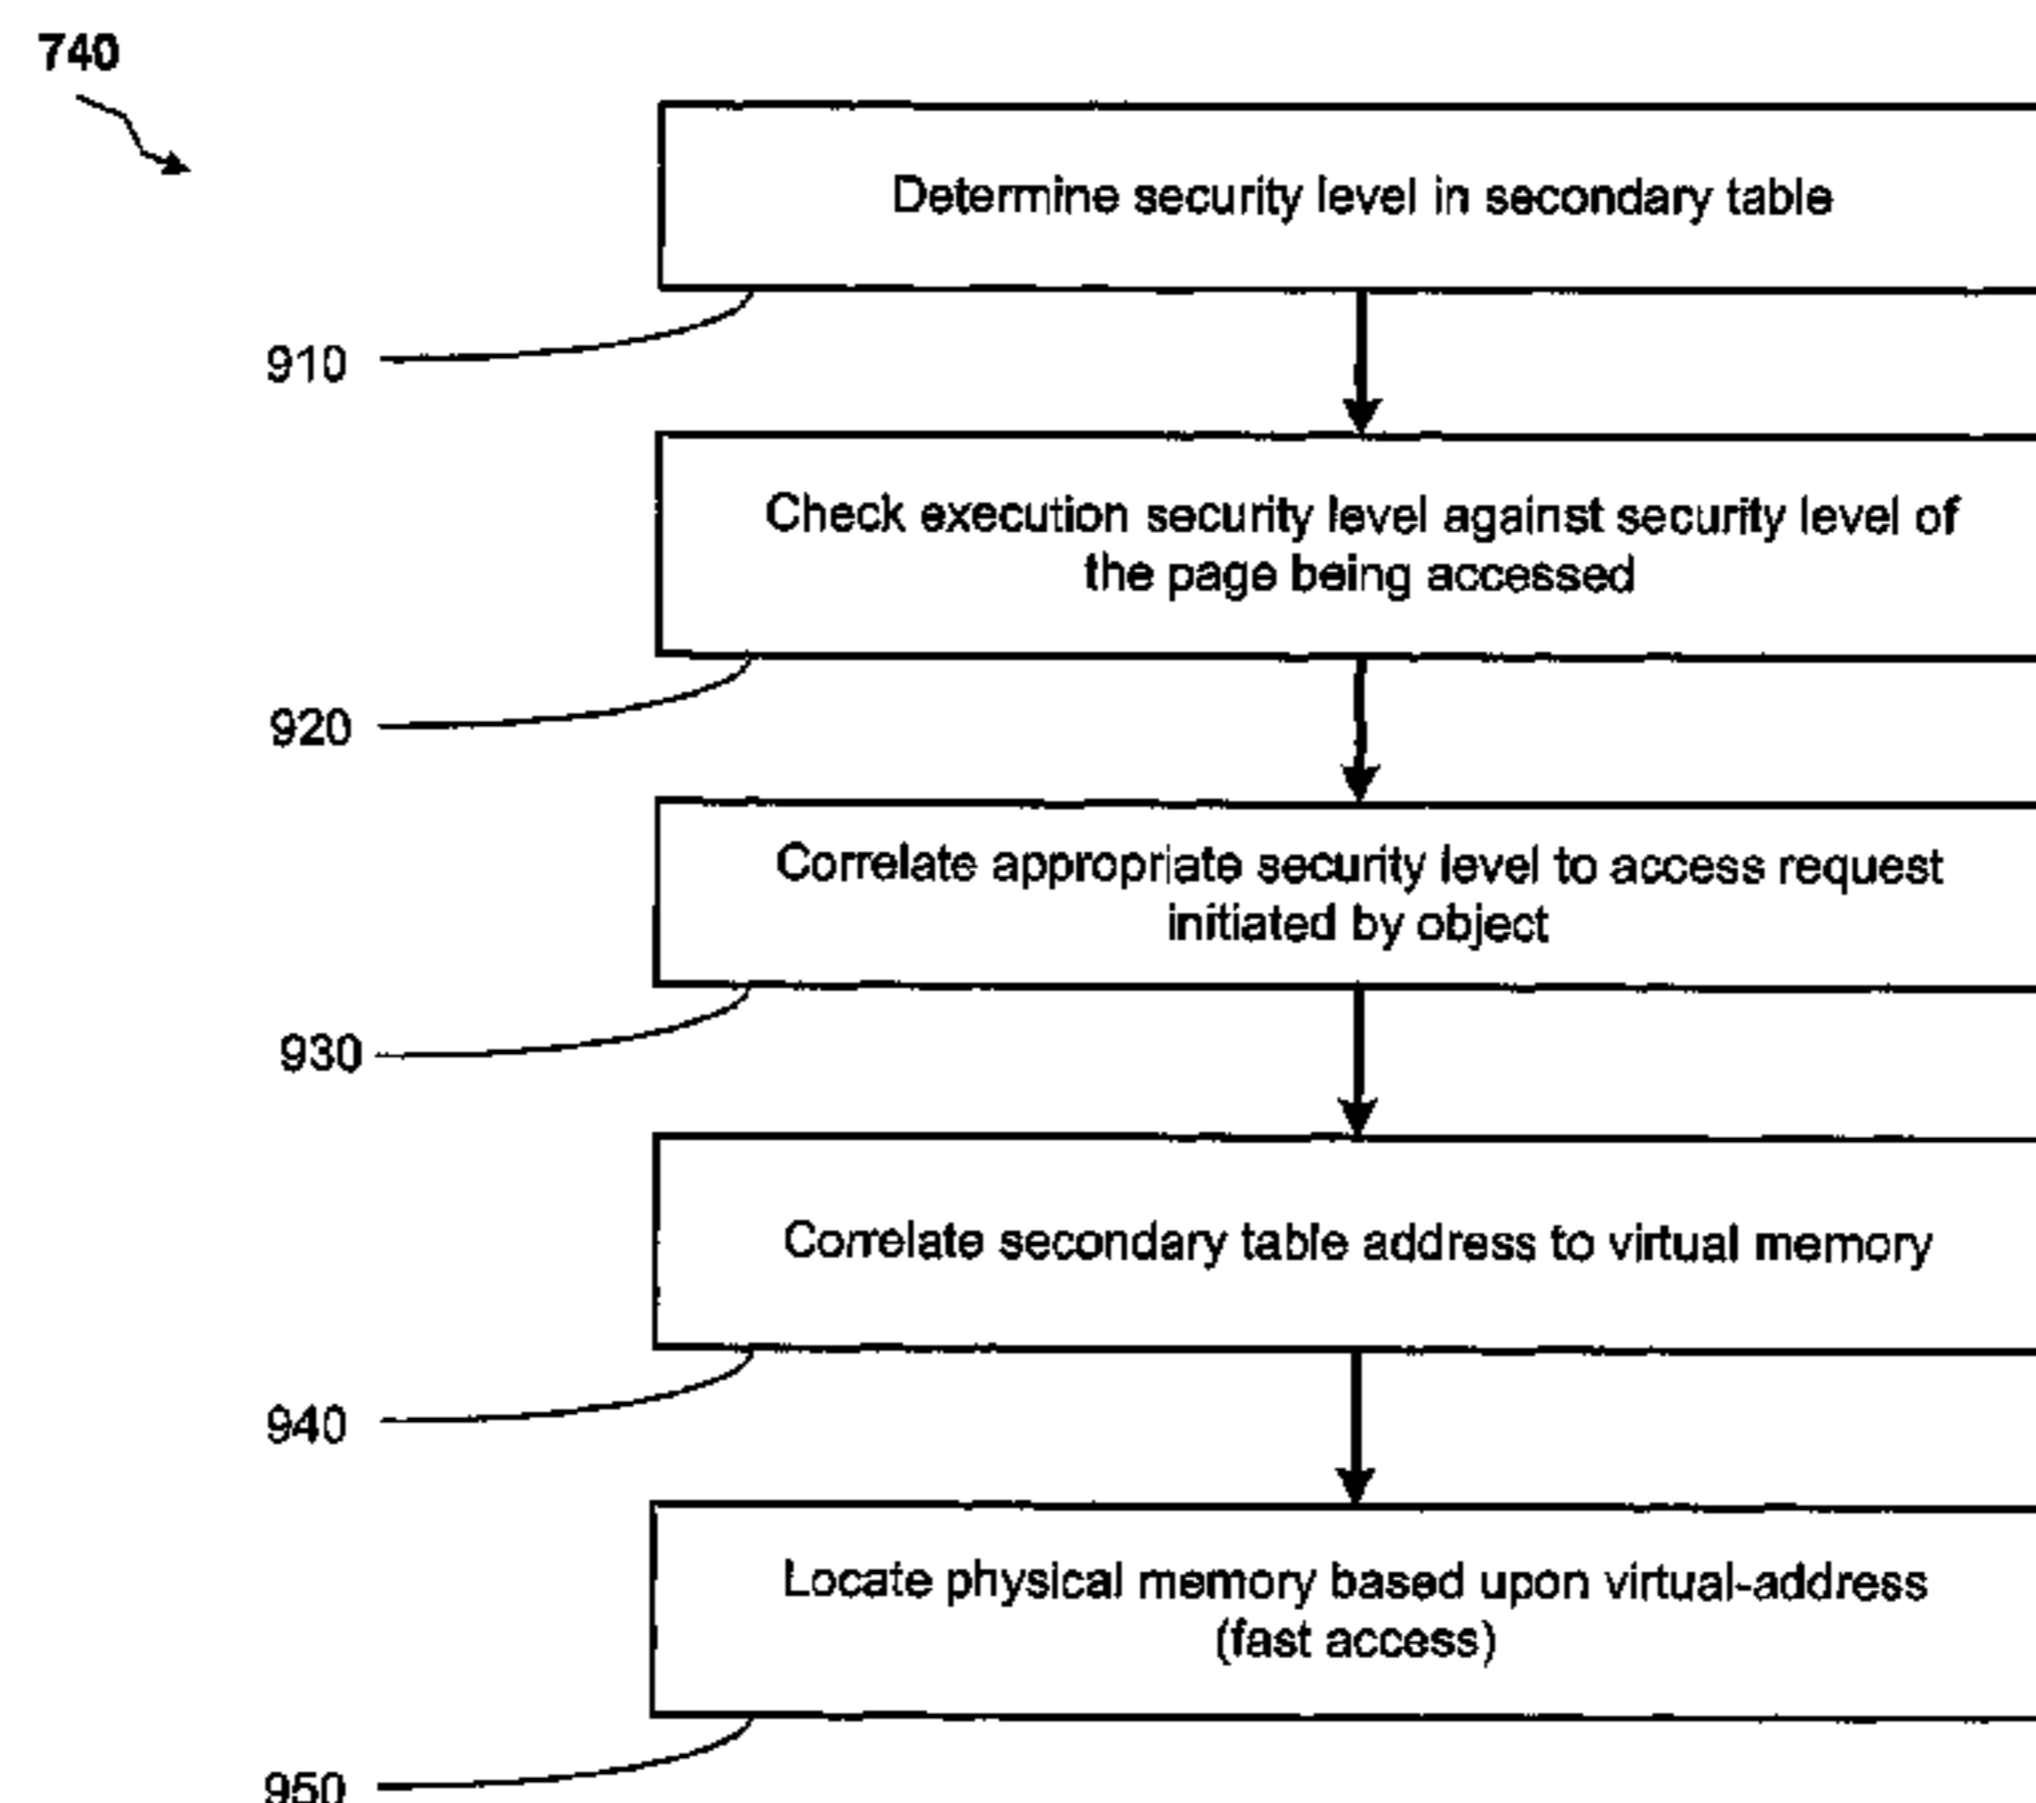 740
Determine security level in secondary table
910
Check execution security level against security level of
the page being accessed
920
Correlate appropriate security level to access request
initiated by object
930
Correlate secondary table address to virtual memory
940
Locate physical memory based upon virtual-address
(fast access)
950